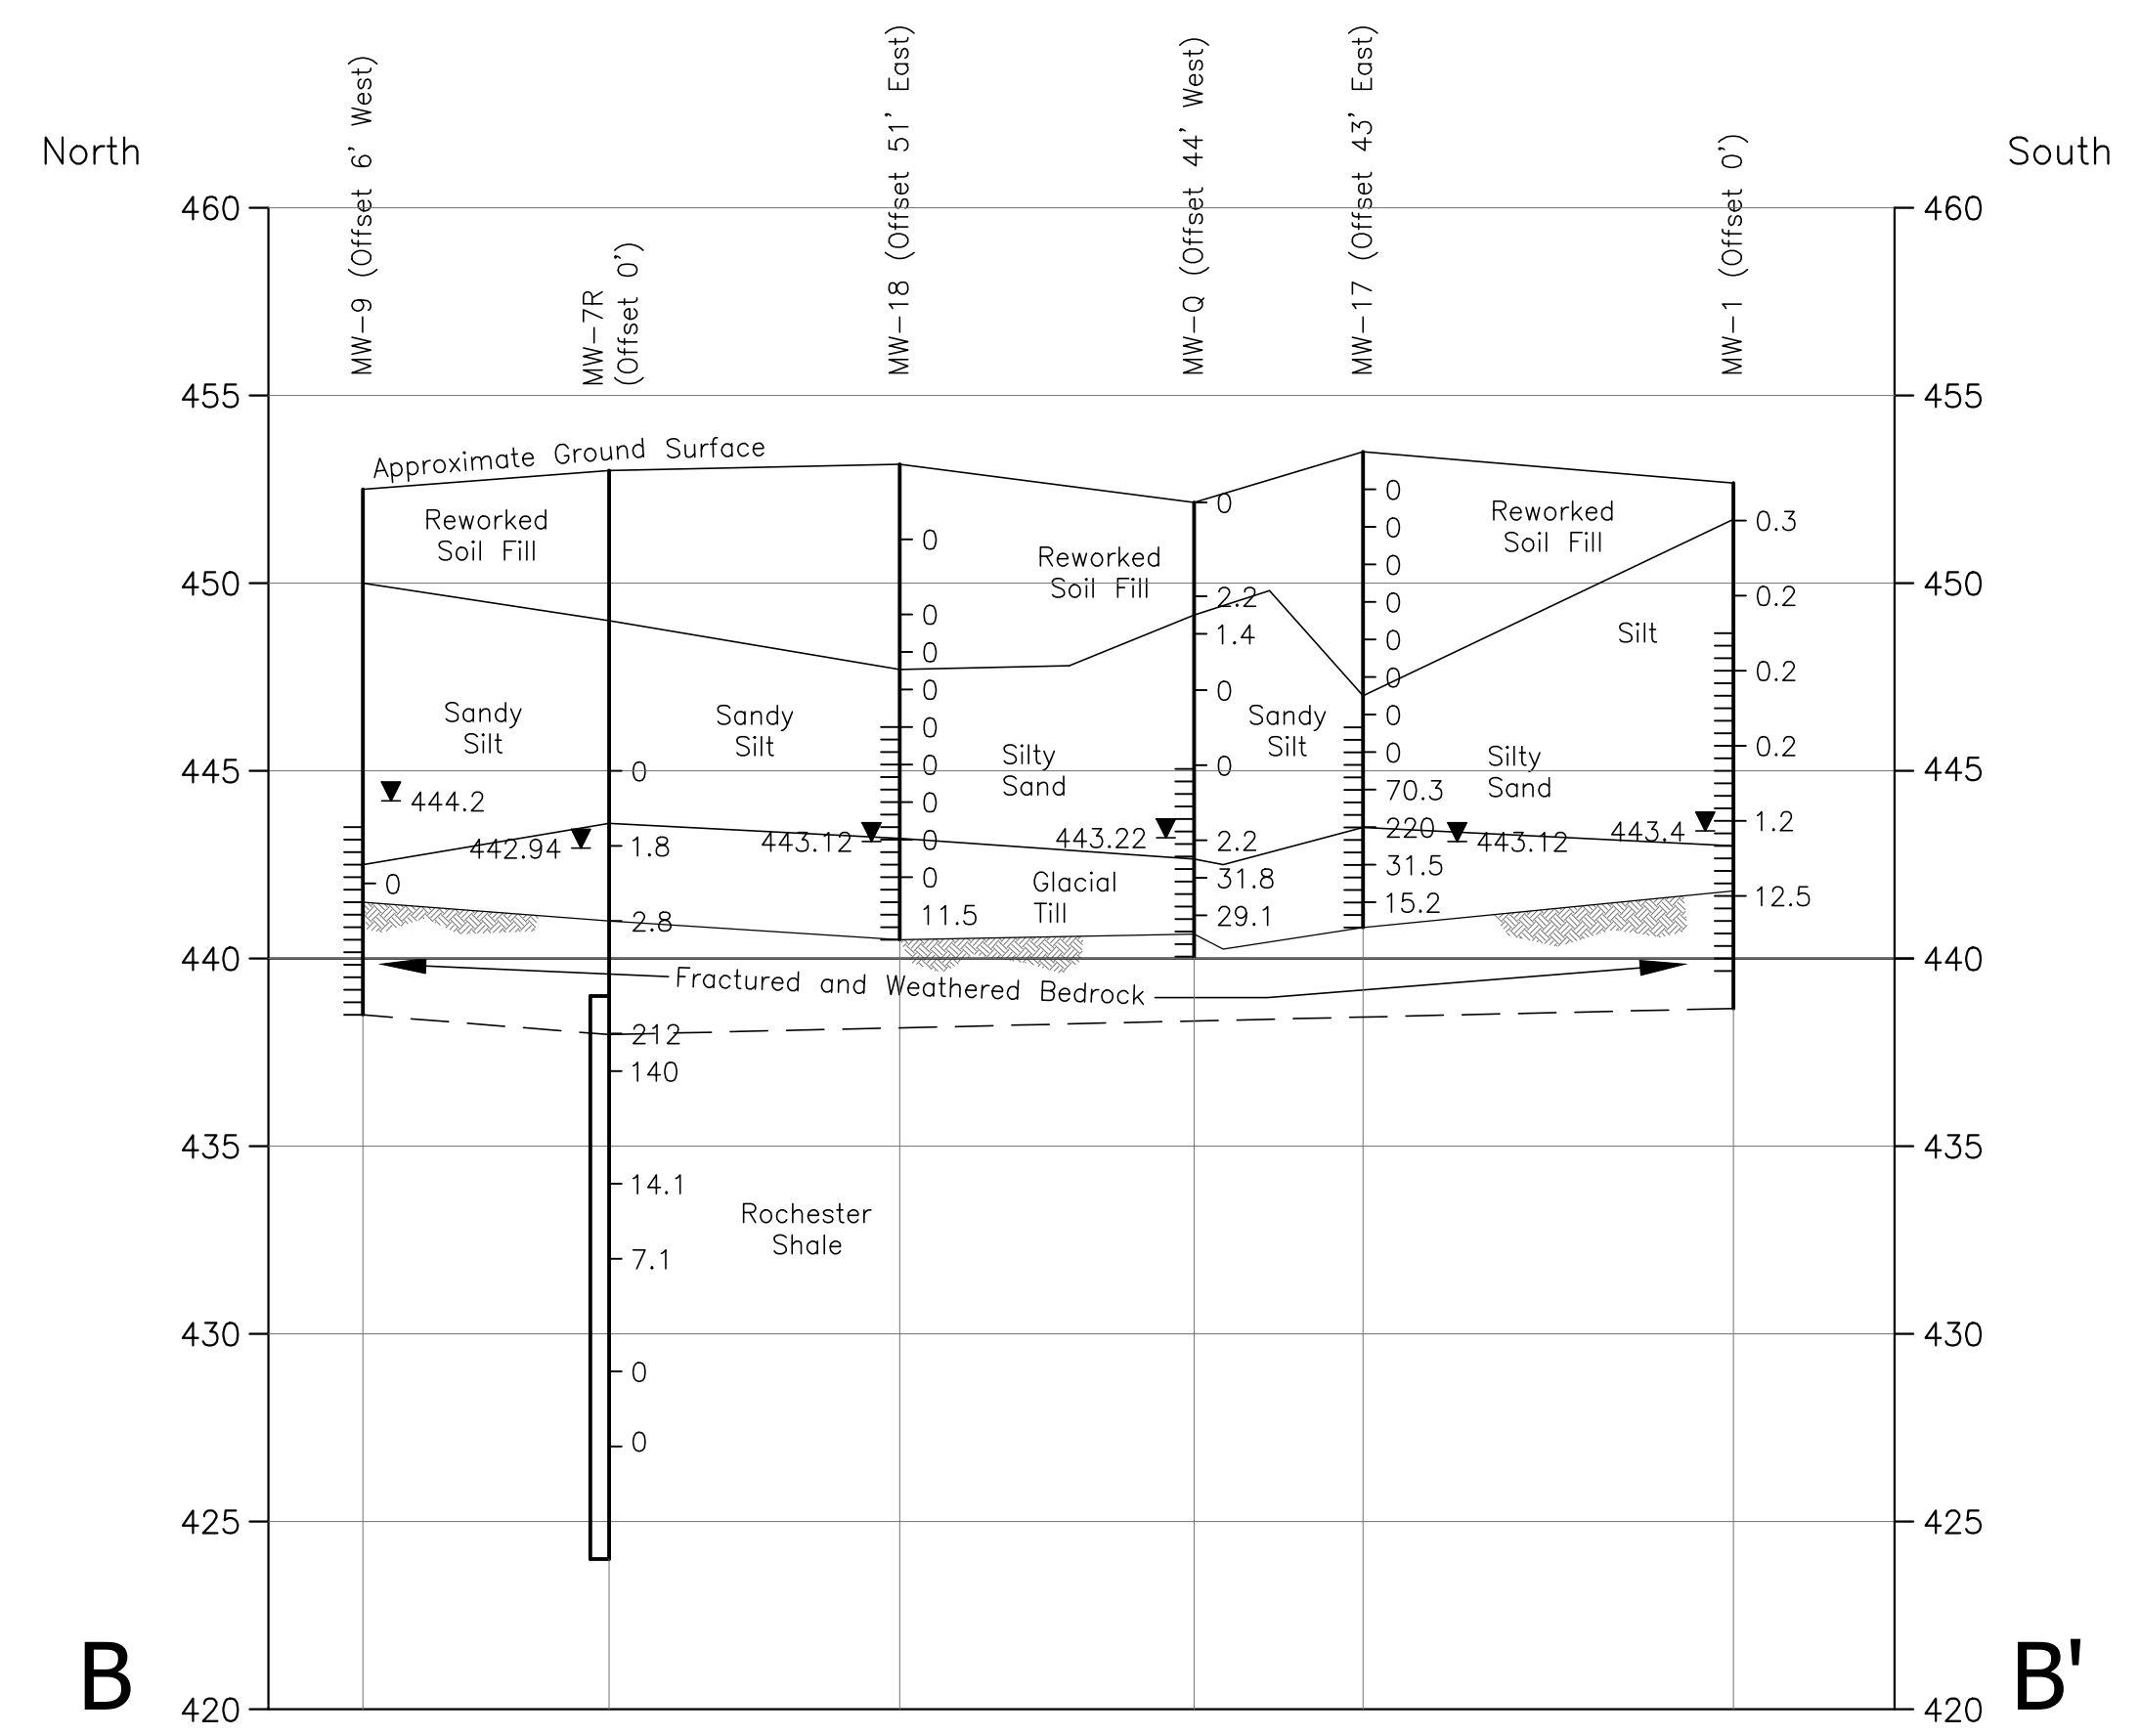 North
South
MW-9 (Offset 6' West)
MW-7R
(Offset 0')
MW-18 (Offset 51' East)
MW-Q (Offset 44' West)
MW-17 (Offset 43' East)
MW-1 (Offset 0')
460
460
455
455
Approximate Ground Surface
0
0
Reworked
Soil Fill
0
Reworked
Soil Fill
0.3
0
0
Reworked
Soil Fill
0
450
450
2.2
0
0.2
0
1.4
0
Silt
0
0
0.2
0
0
Sandy
Silt
Sandy
Silt
Sandy
Silt
0
0
Silty
Sand
0
Silty
Sand
0.2
445
0
0
0
445
444.2
0
70.3
442.94
1.8
443.12
0
443.22
2.2
220
443.12
443.4
1.2
0
0
Glacial
Till
31.8
31.5
2.8
11.5
29.1
15.2
12.5
440
440
Fractured and Weathered Bedrock
212
140
435
435
14.1
Rochester
Shale
7.1
430
430
0
0
425
425
B
B'
420
420